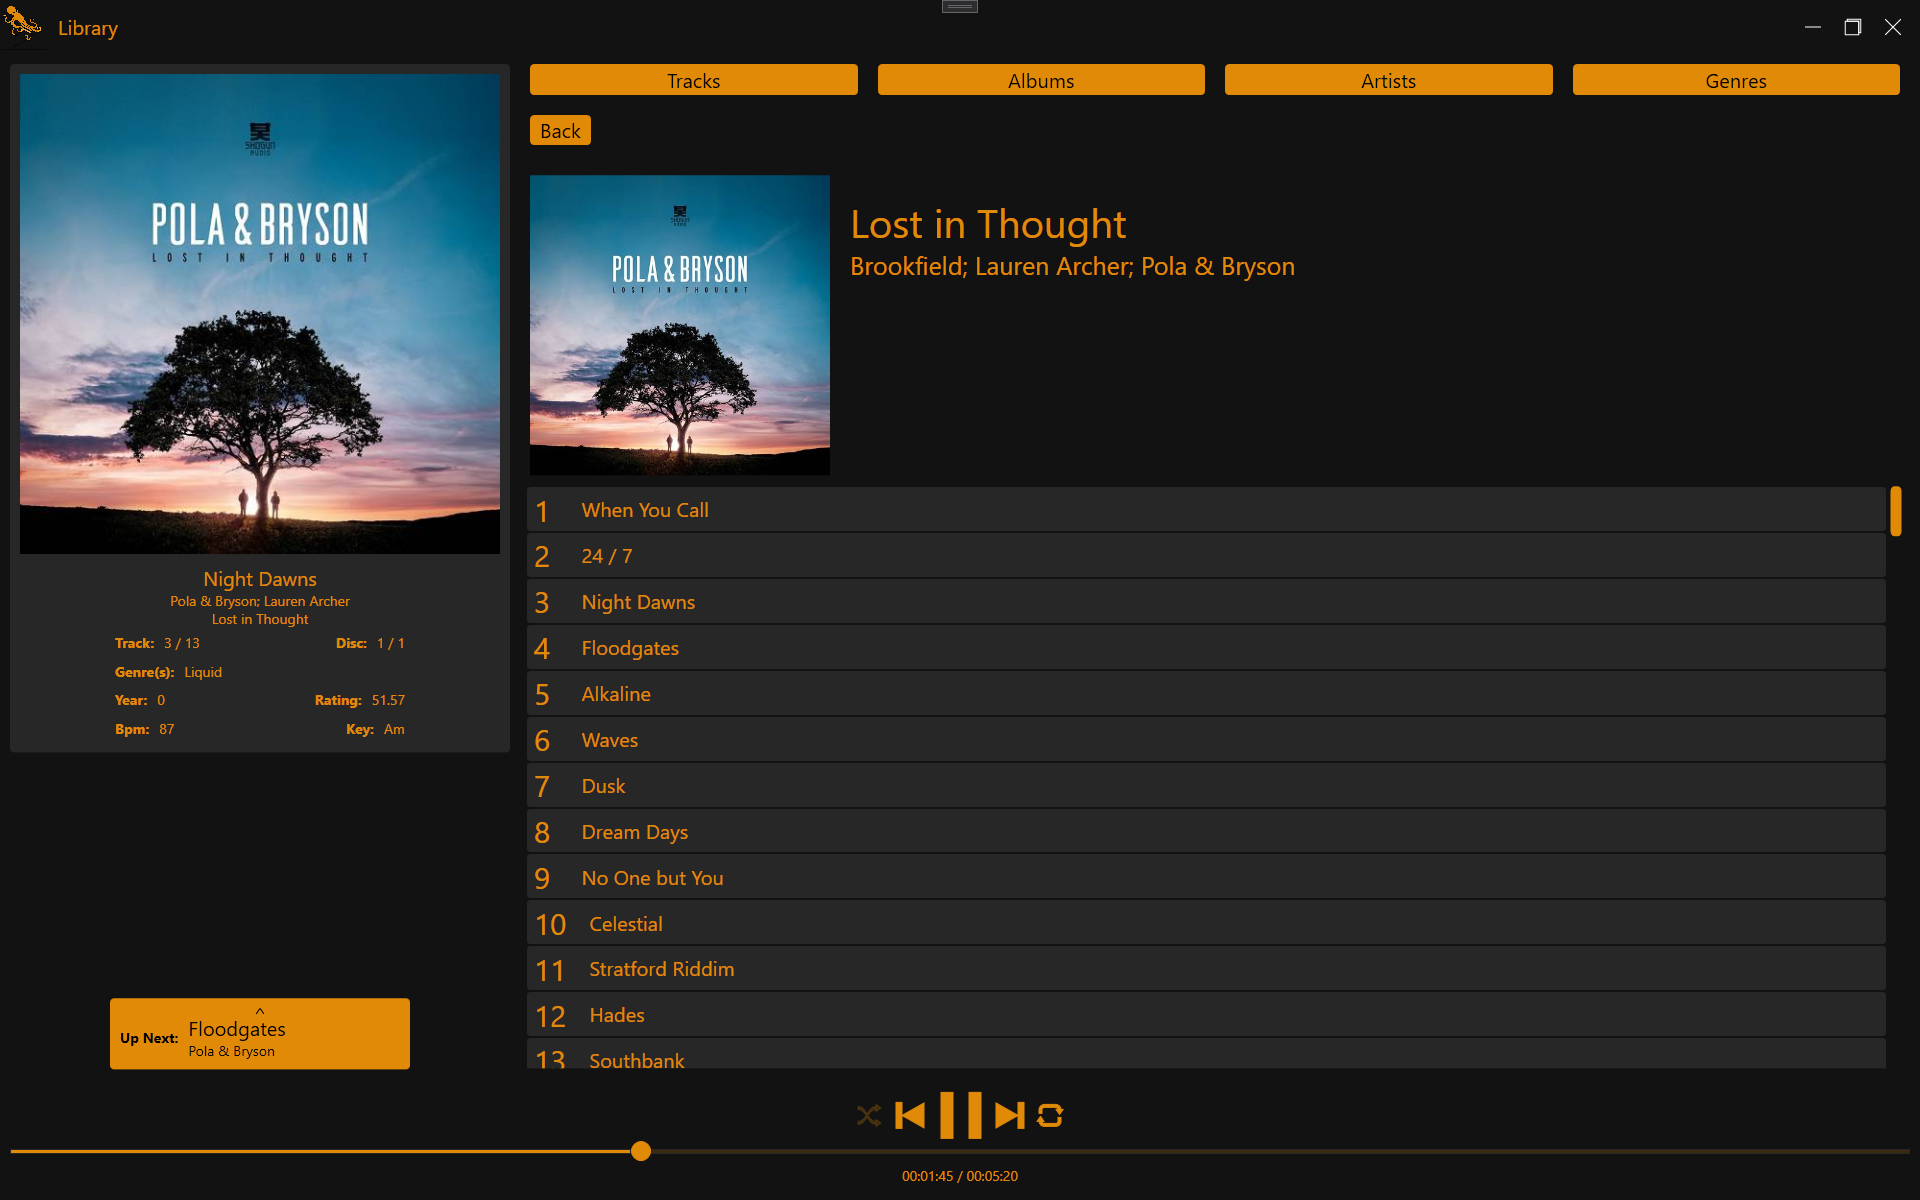 Library
Tracks
Albums
Artists
Genres
Back
SHOGUN
AUDIO
POLA & BRYSON
LOST IN THOUGHT
Night Dawns
Pola & Bryson; Lauren Archer
Lost in Thought
Track: 3 / 13 Disc: 1 / 1
Genre(s): Liquid
Year: 0 Rating: 51.57
Bpm: 87 Key: Am
Up Next:
^
Floodgates
Pola & Bryson
SHOGUN
AUDIO
POLA & BRYSON
LOST IN THOUGHT
Lost in Thought
Brookfield; Lauren Archer; Pola & Bryson
1 When You Call
2 24 / 7
3 Night Dawns
4 Floodgates
5 Alkaline
6 Waves
7 Dusk
8 Dream Days
9 No One but You
10 Celestial
11 Stratford Riddim
12 Hades
13 Southbank
00:01:45 / 00:05:20